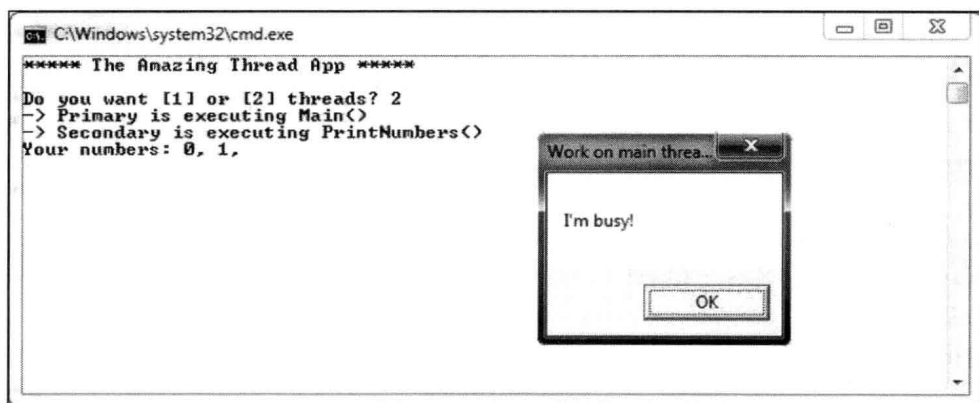 C:\Windows\system32\cmd.exe
***** The Amazing Thread App *****
Do you want [1] or [2] threads? 2
-> Primary is executing Main()
-> Secondary is executing PrintNumbers()
Your numbers: 0, 1,
Work on main threa...
I'm busy!
OK